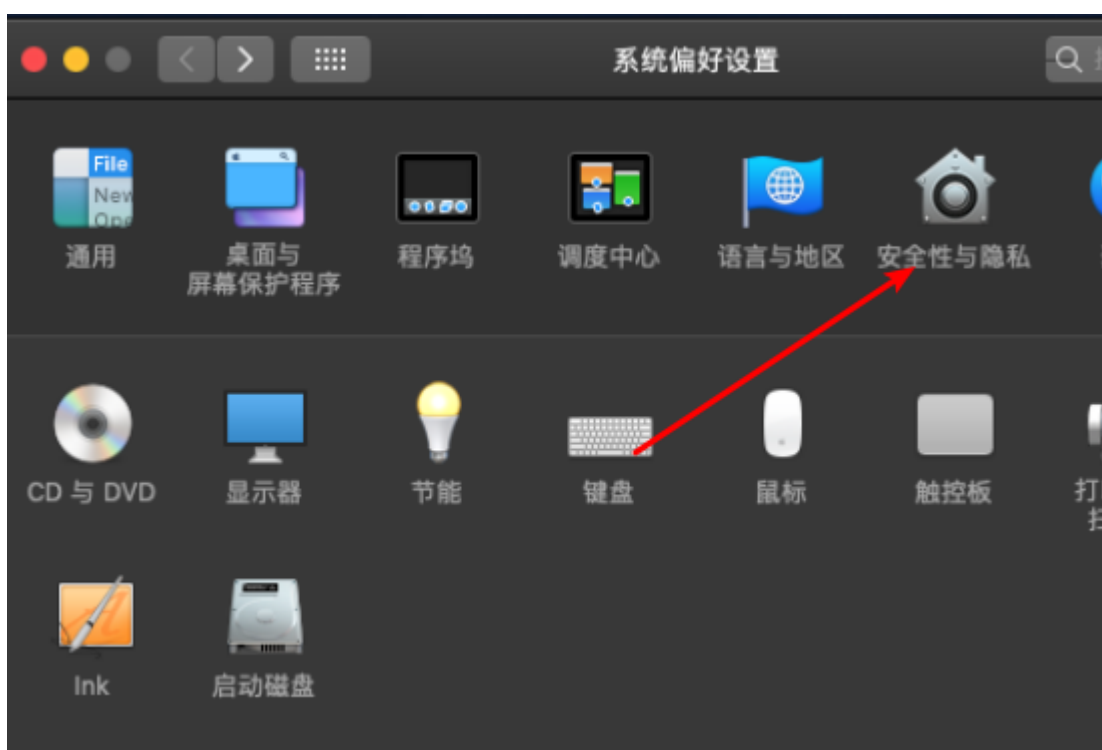 系统偏好设置
File
New
Ope
通用
桌面与
屏幕保护程序
程序坞
调度中心
语言与地区
安全性与隐私
CD 与 DVD
显示器
节能
键盘
鼠标
触控板
打
Ink
启动磁盘